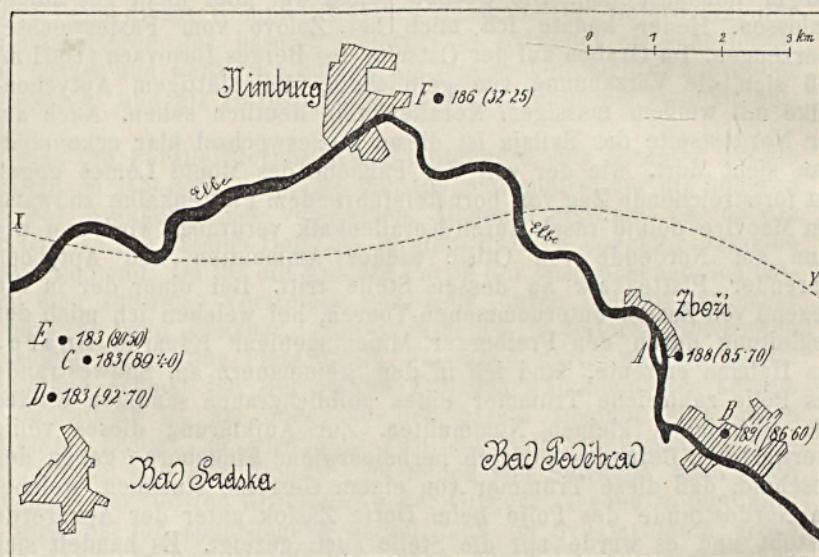 0 1 2 3 km
Nimburg
F 186 (32·25)
Elbe
I
Elbe
Y
Zboží
E 183 (80·50)
C 183 (89·40)
A 188 (85·70)
D 183 (92·70)
B 189 (86·60)
Bad Podĕbrad
Bad Sadska